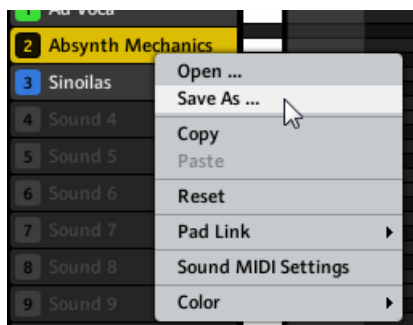 1 Ad Voca
2 Absynth Mechanics
3 Sinoilas
4 Sound 4
5 Sound 5
6 Sound 6
7 Sound 7
8 Sound 8
9 Sound 9
Open ...
Save As ...
Copy
Paste
Reset
Pad Link
Sound MIDI Settings
Color